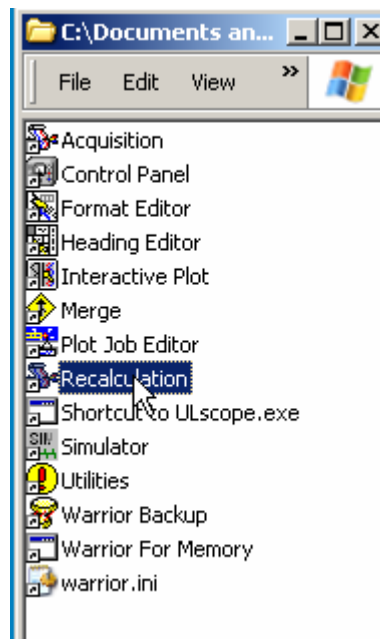 C:\Documents an...
File Edit View »
Acquisition
Control Panel
Format Editor
Heading Editor
Interactive Plot
Merge
Plot Job Editor
Recalculation
Shortcut to ULscope.exe
SIM Simulator
Utilities
Warrior Backup
Warrior For Memory
warrior.ini